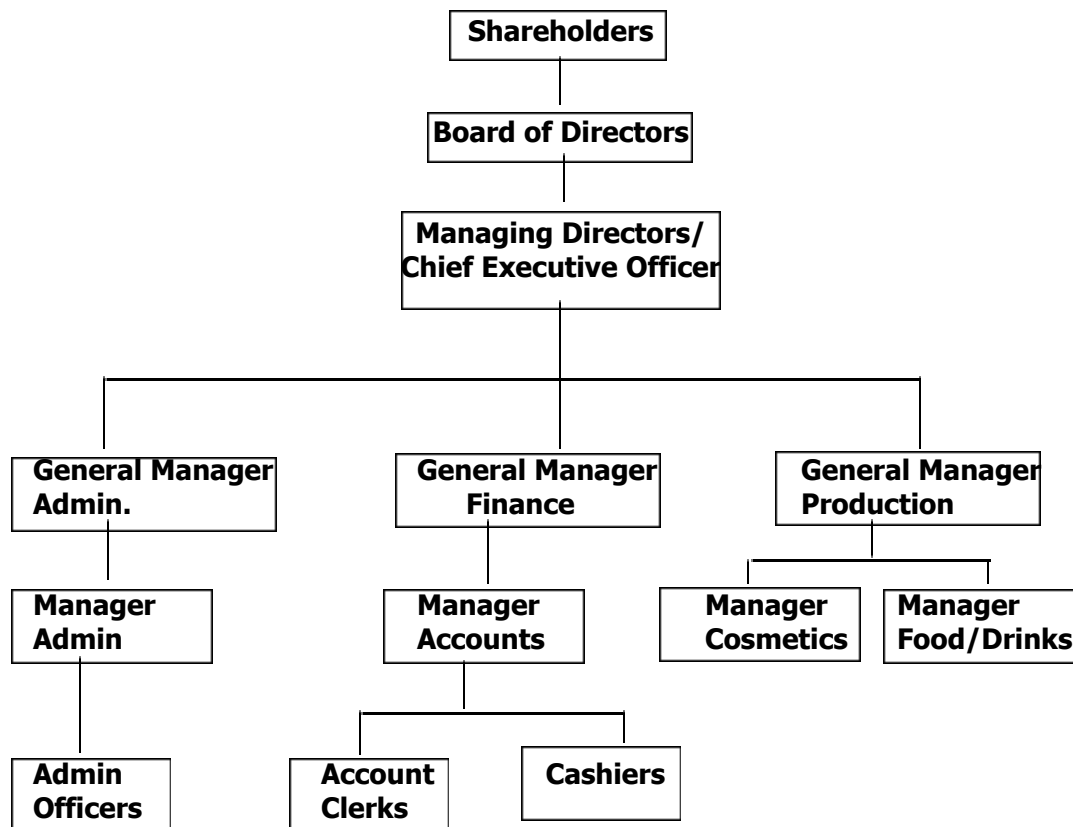 Shareholders
Board of Directors
Managing Directors/
Chief Executive Officer
General Manager
Admin.
General Manager
Finance
General Manager
Production
Manager
Admin
Manager
Accounts
Manager
Cosmetics
Manager
Food/Drinks
Admin
Officers
Account
Clerks
Cashiers